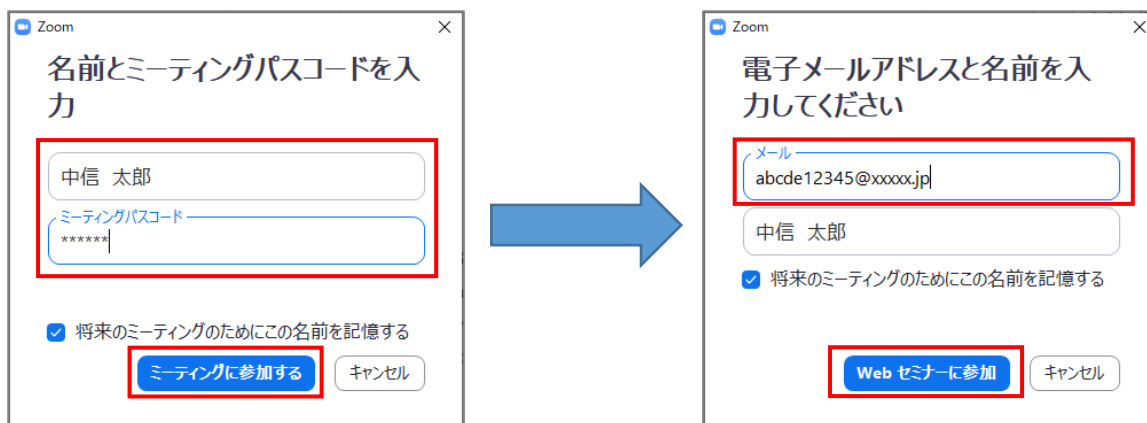 Zoom
名前とミーティングパスコードを入
力
中信 太郎
ミーティングパスコード
******
将来のミーティングのためにこの名前を記憶する
ミーティングに参加する
キャンセル
Zoom
電子メールアドレスと名前を入
力してください
メール
abcde12345@xxxxx.jp
中信 太郎
将来のミーティングのためにこの名前を記憶する
Web セミナーに参加
キャンセル